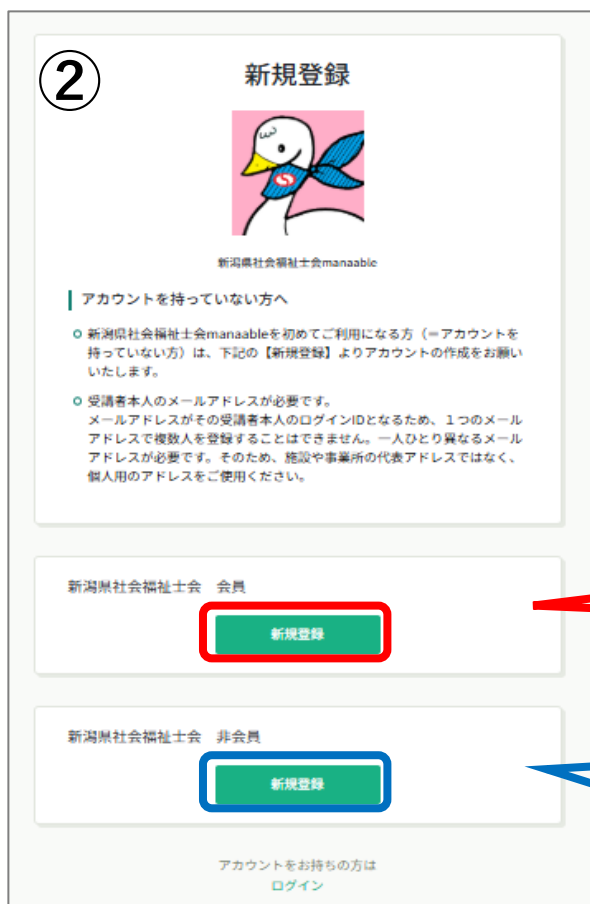 ②
新規登録
新潟県社会福祉士会manaable
アカウントを持っていない方へ
新潟県社会福祉士会manaableを初めてご利用になる方（＝アカウントを
持っていない方）は、下記の【新規登録】よりアカウントの作成をお願い
いたします。
受講者本人のメールアドレスが必要です。
メールアドレスがその受講者本人のログインIDとなるため、１つのメール
アドレスで複数人を登録することはできません。一人ひとり異なるメール
アドレスが必要です。そのため、施設や事業所の代表アドレスではなく、
個人用のアドレスをご使用ください。
新潟県社会福祉士会　会員
新規登録
新潟県社会福祉士会　非会員
新規登録
アカウントをお持ちの方は
ログイン